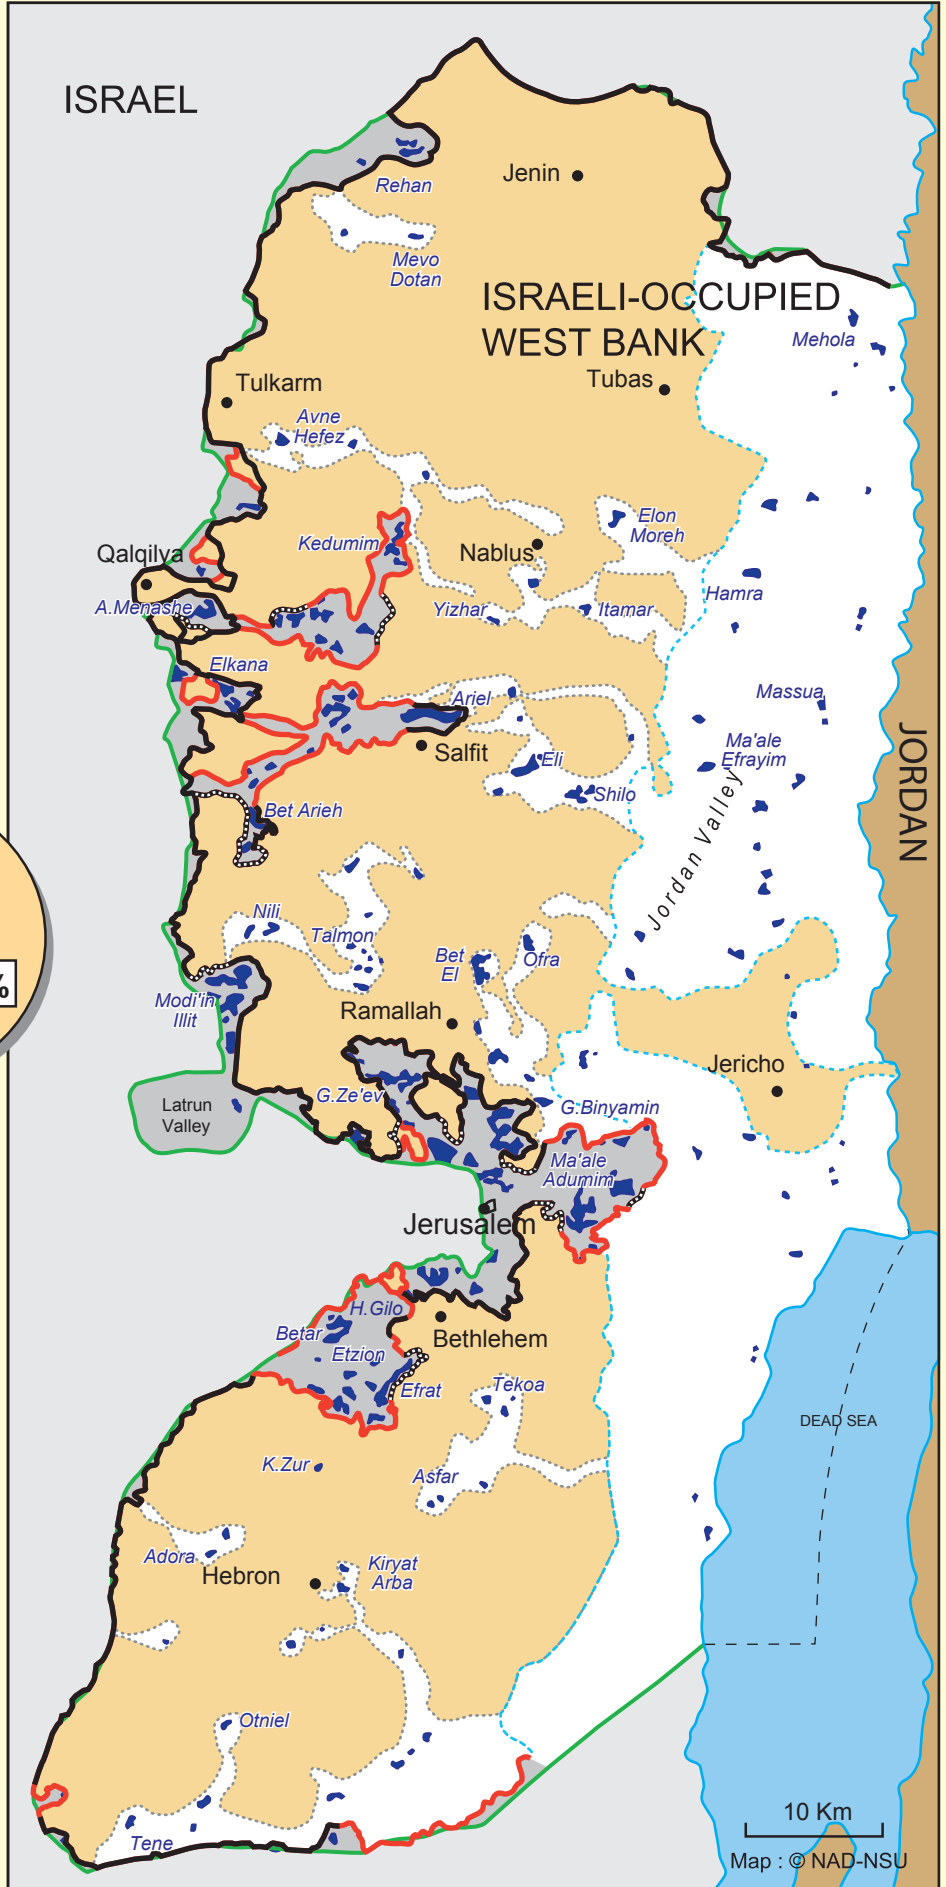 ISRAEL
Jenin
Rehan
Mevo
Dotan
ISRAELI-OCCUPIED
WEST BANK
Mehola
Tulkarm
Tubas
Avne
Hefez
Elon
Moreh
Kedumim
Qalqilya
Nablus
A.Menashe
Yizhar
Itamar
Hamra
Elkana
Ariel
Massua
Salfit
Eli
Ma'ale
Efrayim
JORDAN
Shilo
Bet Arieh
Jordan Valley
Nili
Talmon
Bet
El
Ofra
%
Modi'in
Illit
Ramallah
Jericho
G.Ze'ev
Latrun
Valley
G.Binyamin
Ma'ale
Adumim
Jerusalem
H.Gilo
Betar
Bethlehem
Etzion
Efrat
Tekoa
DEAD SEA
K.Zur
Asfar
Adora
Hebron
Kiryat
Arba
Otniel
Tene
10 Km
Map : © NAD-NSU